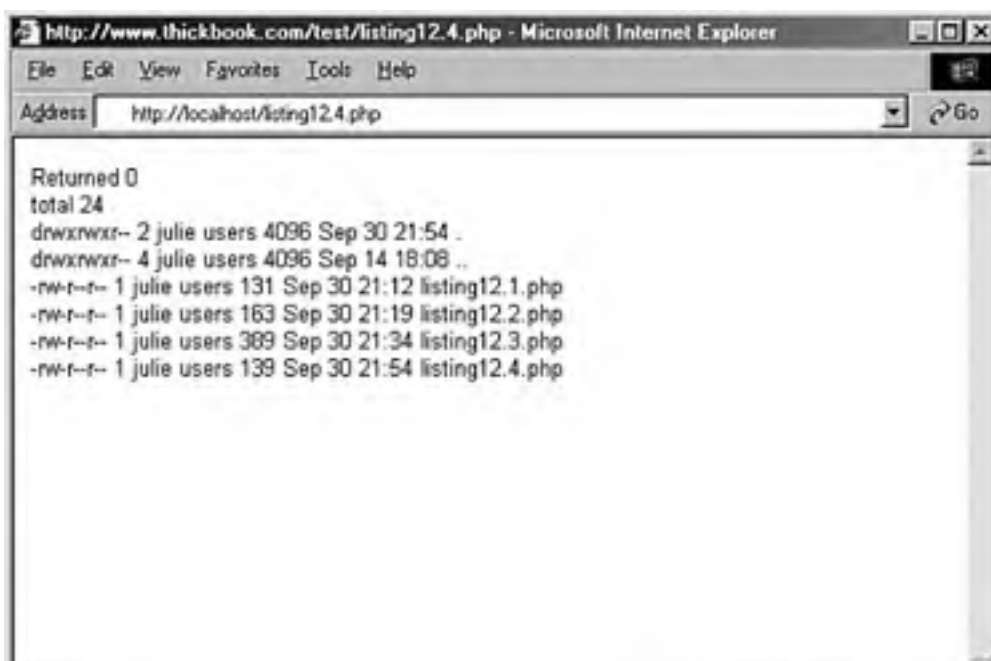 http://www.thickbook.com/test/listing12.4.php - Microsoft Internet Explorer
File Edit View Favorites Tools Help
Address http://localhost/listing12.4.php Go
Returned 0
total 24
drwxrwxr-- 2 julie users 4096 Sep 30 21:54 .
drwxrwxr-- 4 julie users 4096 Sep 14 18:08 ..
-rw-r--r-- 1 julie users 131 Sep 30 21:12 listing12.1.php
-rw-r--r-- 1 julie users 163 Sep 30 21:19 listing12.2.php
-rw-r--r-- 1 julie users 389 Sep 30 21:34 listing12.3.php
-rw-r--r-- 1 julie users 139 Sep 30 21:54 listing12.4.php